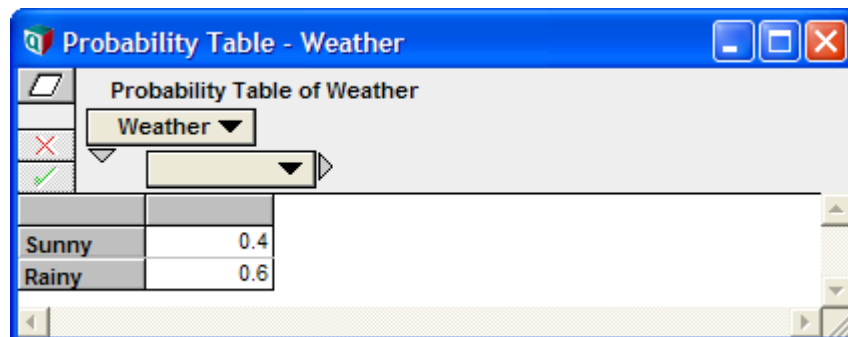 Probability Table - Weather
Probability Table of Weather
Weather
Sunny 0.4
Rainy 0.6